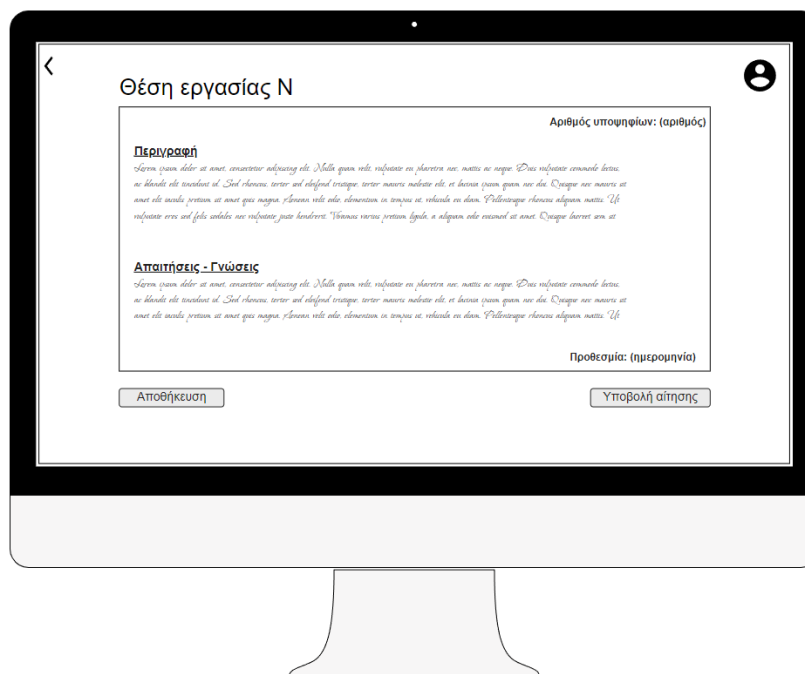 Θέση εργασίας Ν
Αριθμός υποψηφίων: (αριθμός)
Περιγραφή
Lorem ipsum dolor sit amet, consectetur adipiscing elit. Nulla quam velit, vulputate eu pharetra nec, mattis ac neque. Duis vulputate commodo lectus,
ac blandit elit tincidunt id. Sed rhoncus, tortor sed eleifend tristique, tortor mauris molestie elit, et lacinia ipsum quam nec dui. Quisque nec mauris sit
amet elit iaculis pretium sit amet quis magna. Aenean velit odio, elementum in tempus ut, vehicula eu diam. Pellentesque rhoncus aliquam mattis. Ut
vulputate eros sed felis sodales nec vulputate justo hendrerit. Vivamus varius pretium ligula, a aliquam odio euismod sit amet. Quisque laoreet sem sit
Απαιτήσεις - Γνώσεις
Lorem ipsum dolor sit amet, consectetur adipiscing elit. Nulla quam velit, vulputate eu pharetra nec, mattis ac neque. Duis vulputate commodo lectus,
ac blandit elit tincidunt id. Sed rhoncus, tortor sed eleifend tristique, tortor mauris molestie elit, et lacinia ipsum quam nec dui. Quisque nec mauris sit
amet elit iaculis pretium sit amet quis magna. Aenean velit odio, elementum in tempus ut, vehicula eu diam. Pellentesque rhoncus aliquam mattis. Ut
Προθεσμία: (ημερομηνία)
Αποθήκευση
Υποβολή αίτησης